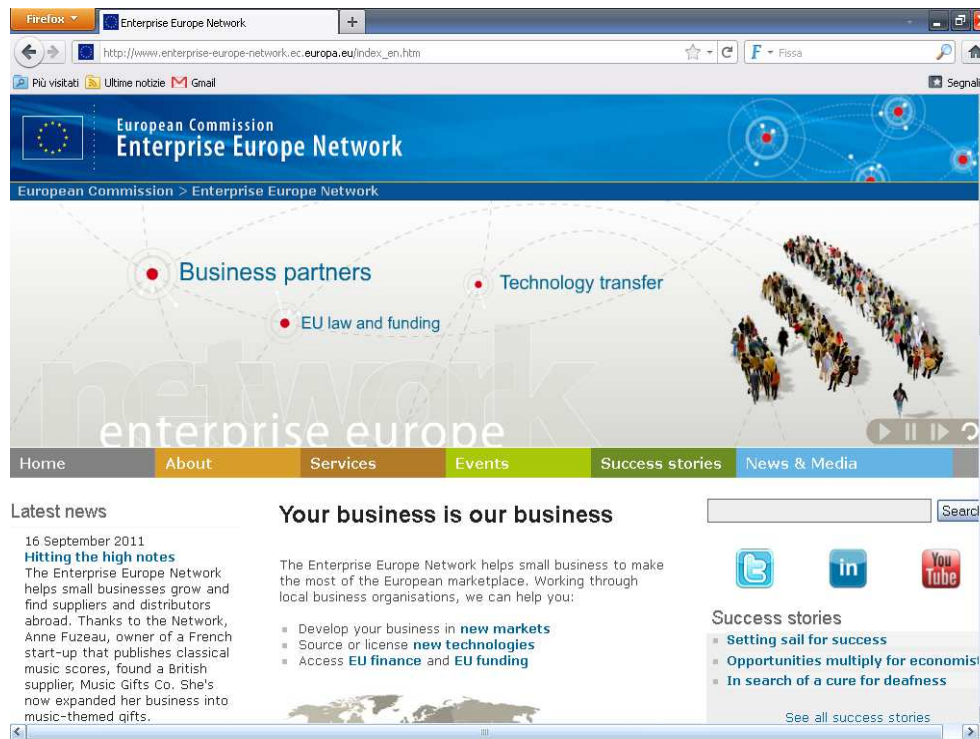 Firefox
Enterprise Europe Network
+
http://www.enterprise-europe-network.ec.europa.eu/index_en.htm
F Fissa
Più visitati Ultime notizie Gmail
Segnali
European Commission
Enterprise Europe Network
European Commission > Enterprise Europe Network
Business partners
Technology transfer
EU law and funding
network
enterprise europe
Home About Services Events Success stories News & Media
Latest news
16 September 2011
Hitting the high notes
The Enterprise Europe Network
helps small businesses grow and
find suppliers and distributors
abroad. Thanks to the Network,
Anne Fuzeau, owner of a French
start-up that publishes classical
music scores, found a British
supplier, Music Gifts Co. She's
now expanded her business into
music-themed gifts.
Your business is our business
The Enterprise Europe Network helps small business to make
the most of the European marketplace. Working through
local business organisations, we can help you:
Develop your business in new markets
Source or license new technologies
Access EU finance and EU funding
Search
in
You
Tube
Success stories
Setting sail for success
Opportunities multiply for economist
In search of a cure for deafness
See all success stories